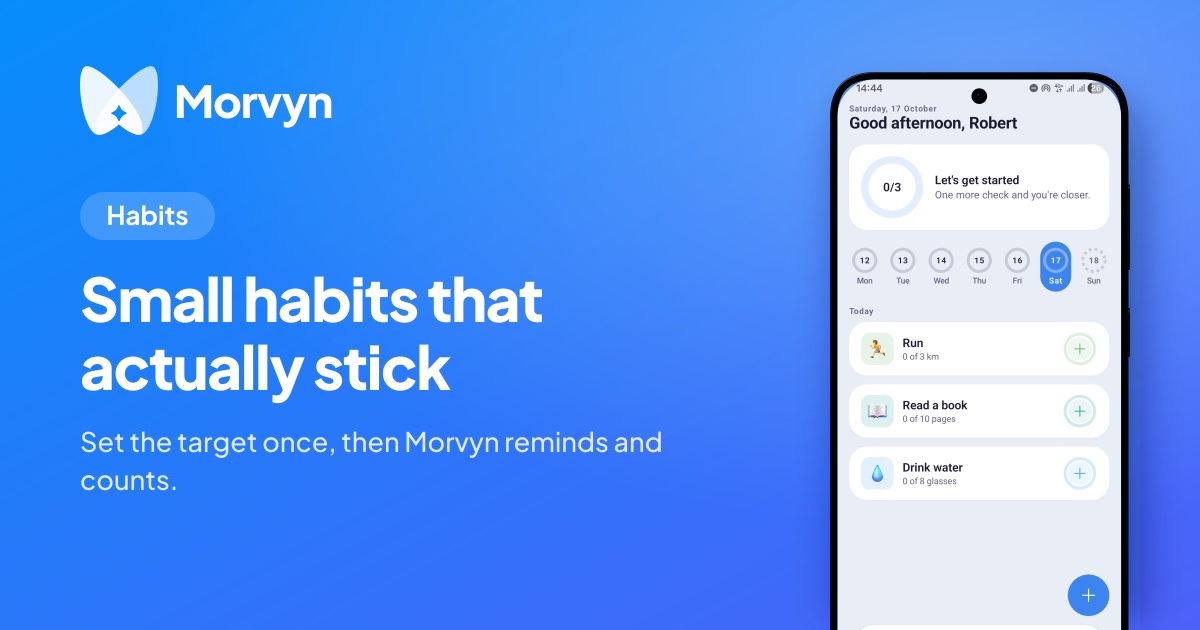 Morvyn
Habits
Small habits that
actually stick
Set the target once, then Morvyn reminds and
counts.
14:44
26
Saturday, 17 October
Good afternoon, Robert
0/3
Let's get started
One more check and you're closer.
12 13 14 15 16 17 18
Mon Tue Wed Thu Fri Sat Sun
Today
Run
0 of 3 km
Read a book
0 of 10 pages
Drink water
0 of 8 glasses